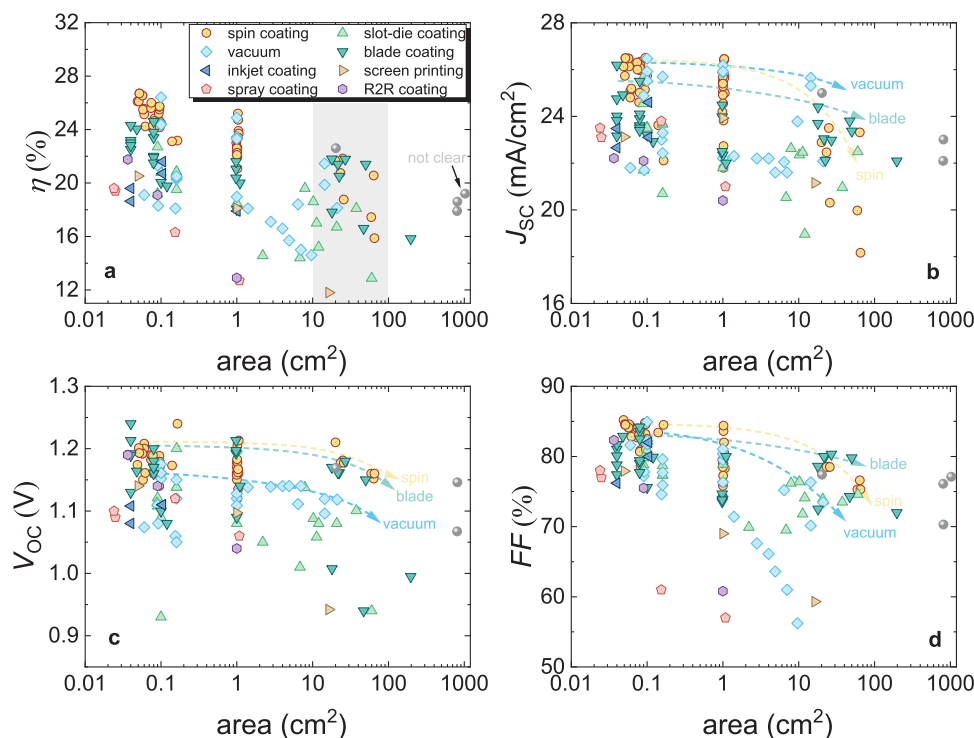 32
28
24
20
16
12
η (%)
spin coating
vacuum
inkjet coating
spray coating
slot-die coating
blade coating
screen printing
R2R coating
not clear
a
0.01
0.1
1
10
100
1000
area (cm²)
28
24
20
16
J_SC (mA/cm²)
vacuum
blade
spin
b
0.01
0.1
1
10
100
1000
area (cm²)
1.3
1.2
1.1
1.0
0.9
V_OC (V)
spin
blade
vacuum
c
0.01
0.1
1
10
100
1000
area (cm²)
90
80
70
60
50
FF (%)
blade
spin
vacuum
d
0.01
0.1
1
10
100
1000
area (cm²)